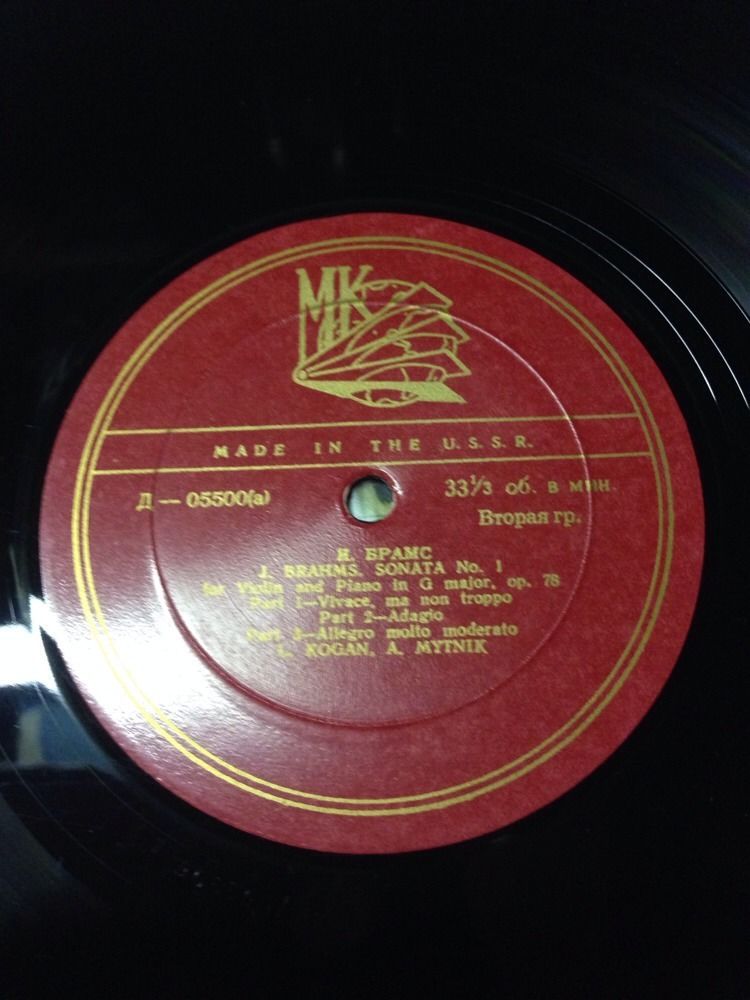 МК
MADE IN THE U.S.S.R.
Д — 05500(а)
33⅓ об. в мин.
Вторая гр.
И. БРАМС
J. BRAHMS. SONATA No. 1
for Violin and Piano in G major, op. 78
Part 1—Vivace, ma non troppo
Part 2—Adagio
Part 3—Allegro molto moderato
L. KOGAN, A. MYTNIK